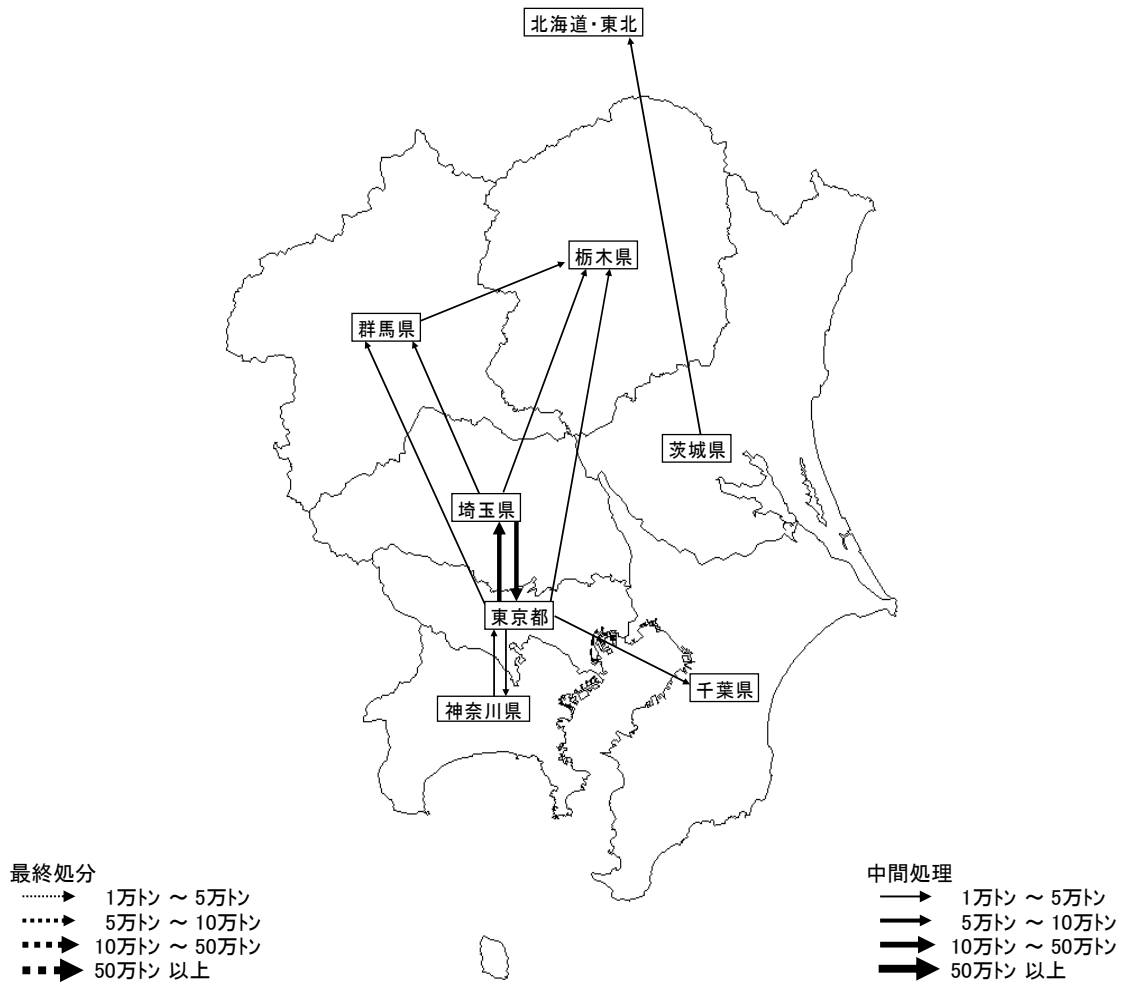 北海道・東北
栃木県
群馬県
茨城県
埼玉県
東京都
千葉県
神奈川県
最終処分
1万トン ～ 5万トン
5万トン ～ 10万トン
10万トン ～ 50万トン
50万トン 以上
中間処理
1万トン ～ 5万トン
5万トン ～ 10万トン
10万トン ～ 50万トン
50万トン 以上